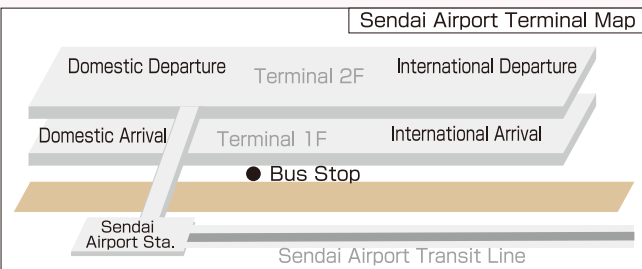 Sendai Airport Terminal Map
Domestic Departure
Terminal 2F
International Departure
Domestic Arrival
Terminal 1F
International Arrival
Bus Stop
Sendai
Airport Sta.
Sendai Airport Transit Line